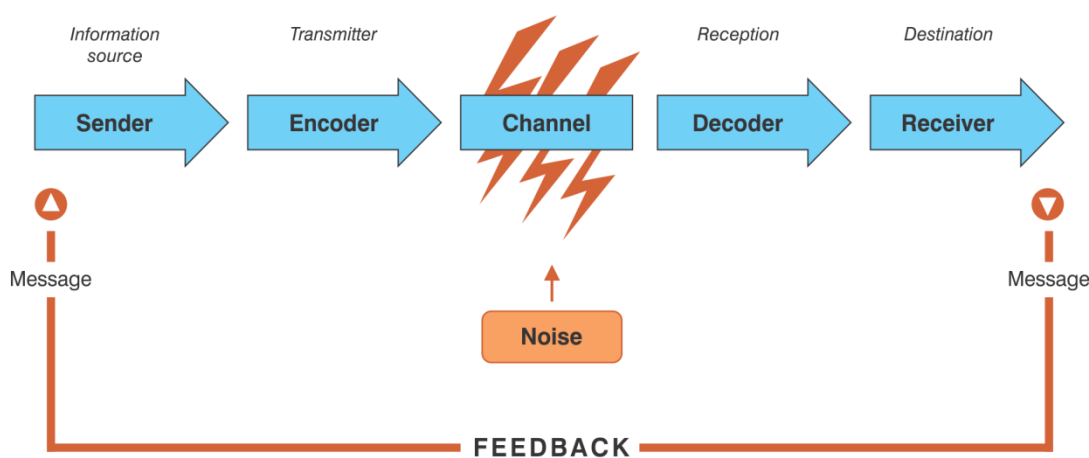 Information
source
Transmitter
Reception
Destination
Sender
Encoder
Channel
Decoder
Receiver
Message
Message
Noise
FEEDBACK